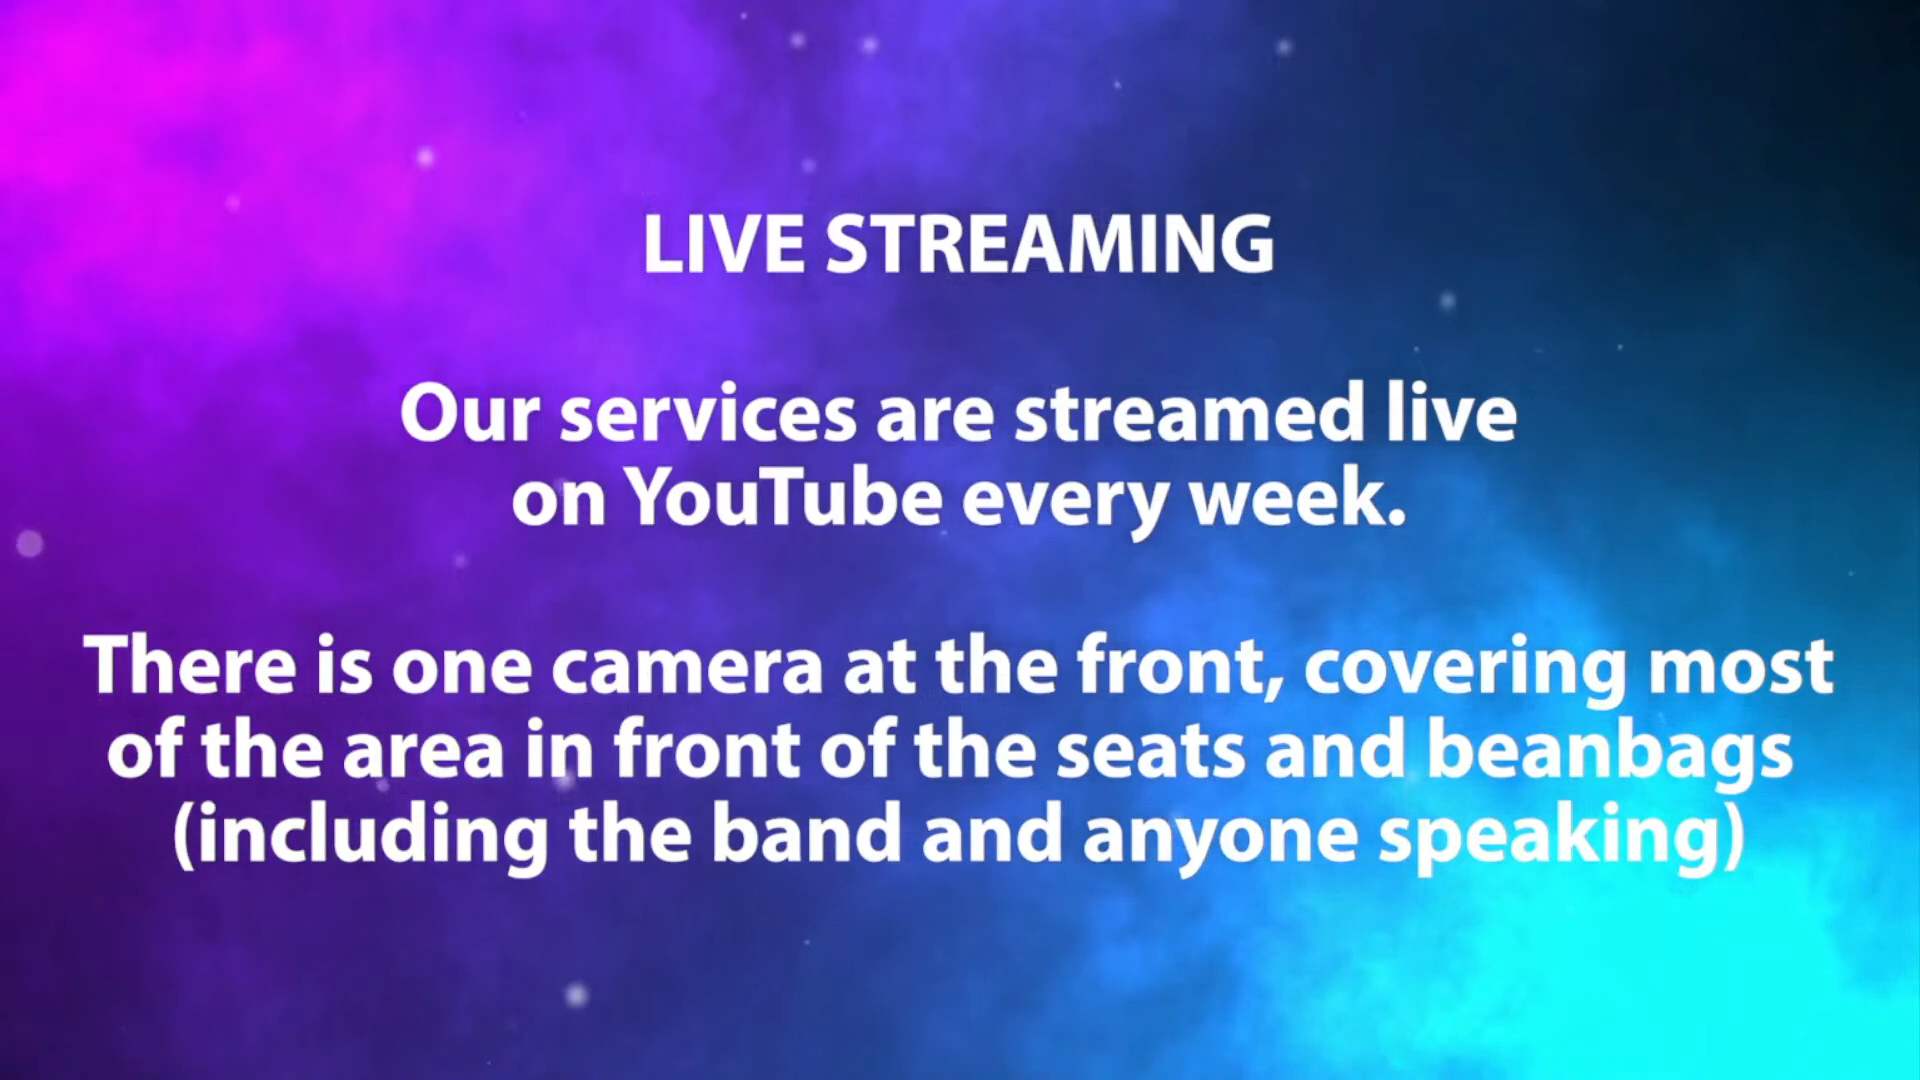 LIVE STREAMING
Our services are streamed live
on YouTube every week.
There is one camera at the front, covering most
of the area in front of the seats and beanbags
(including the band and anyone speaking)